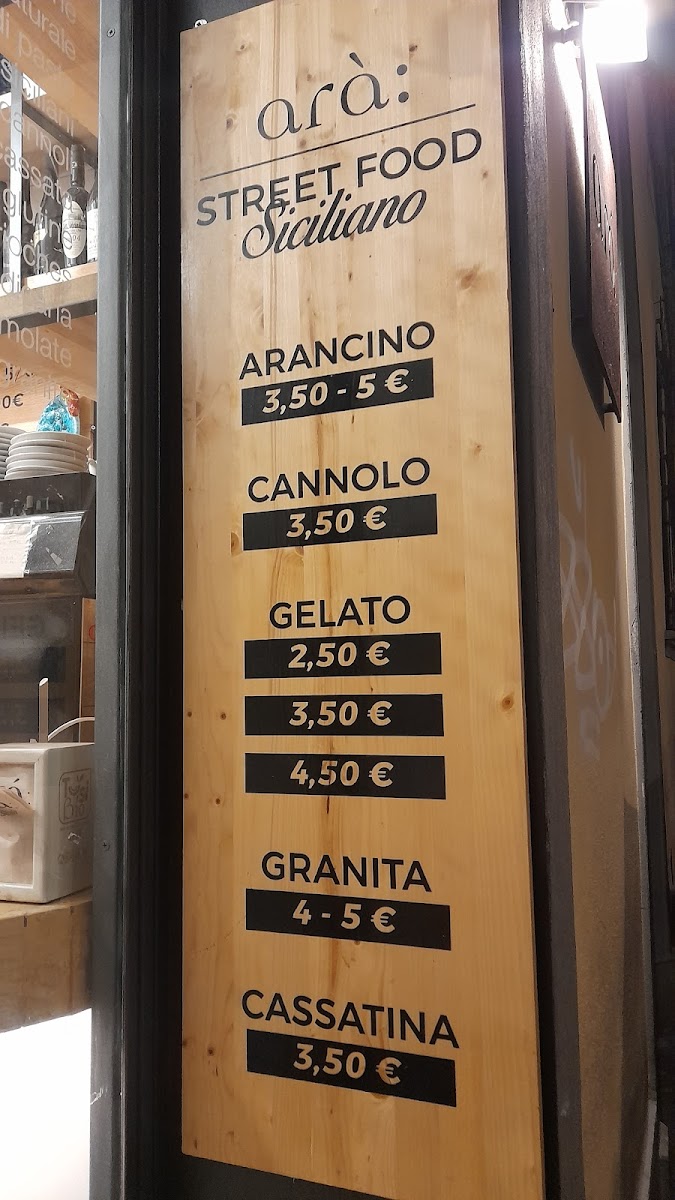 arà:
STREET FOOD
Siciliano
ARANCINO
3,50 - 5 €
CANNOLO
3,50 €
GELATO
2,50 €
3,50 €
4,50 €
GRANITA
4 - 5 €
CASSATINA
3,50 €